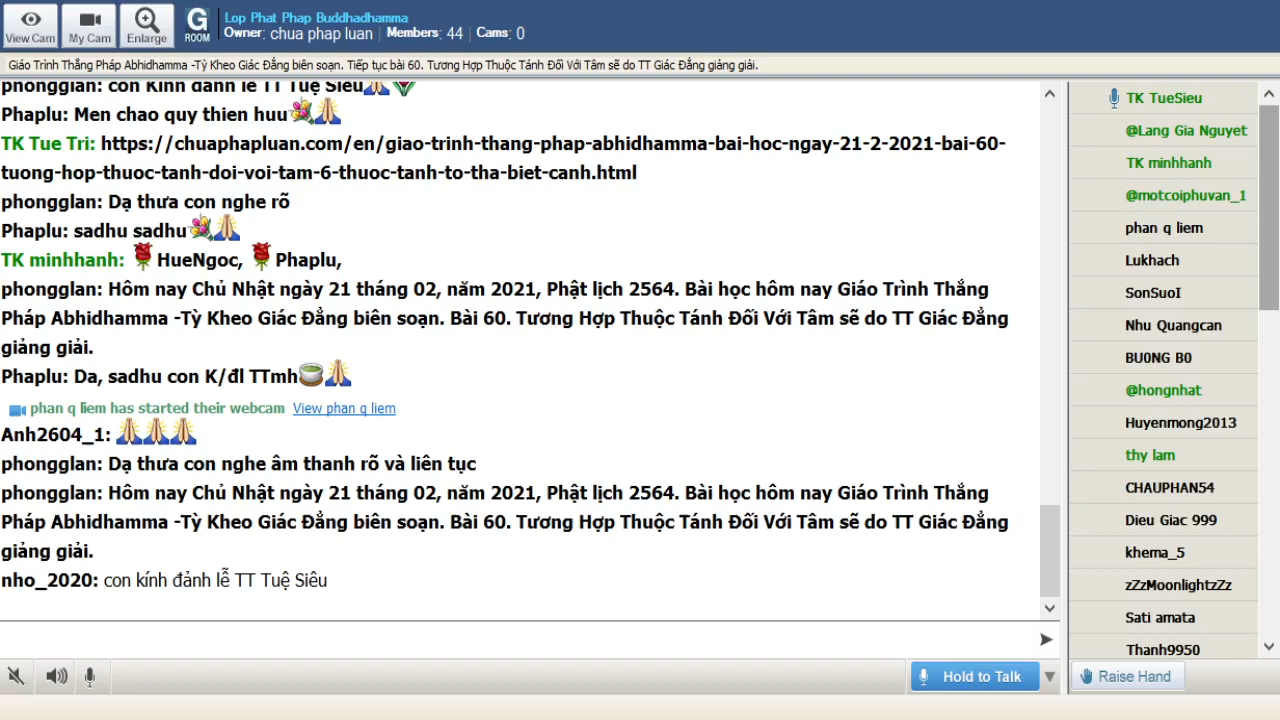 View Cam
My Cam
Enlarge
G
ROOM
Lop Phat Phap Buddhadhamma
Owner: chua phap luan Members: 44 Cams: 0
Giáo Trình Thắng Pháp Abhidhamma -Tỳ Kheo Giác Đẳng biên soạn. Tiếp tục bài 60. Tương Hợp Thuộc Tánh Đối Với Tâm sẽ do TT Giác Đẳng giảng giải.
phongglan: con Kính đảnh lễ TT Tuệ Siêu
Phaplu: Men chao quy thien huu
TK Tue Tri: https://chuaphapluan.com/en/giao-trinh-thang-phap-abhidhamma-bai-hoc-ngay-21-2-2021-bai-60-
tuong-hop-thuoc-tanh-doi-voi-tam-6-thuoc-tanh-to-tha-biet-canh.html
phongglan: Dạ thưa con nghe rõ
Phaplu: sadhu sadhu
TK minhhanh: HueNgoc, Phaplu,
phongglan: Hôm nay Chủ Nhật ngày 21 tháng 02, năm 2021, Phật lịch 2564. Bài học hôm nay Giáo Trình Thắng
Pháp Abhidhamma -Tỳ Kheo Giác Đẳng biên soạn. Bài 60. Tương Hợp Thuộc Tánh Đối Với Tâm sẽ do TT Giác Đẳng
giảng giải.
Phaplu: Da, sadhu con K/đl TTmh
phan q liem has started their webcam View phan q liem
Anh2604_1:
phongglan: Dạ thưa con nghe âm thanh rõ và liên tục
phongglan: Hôm nay Chủ Nhật ngày 21 tháng 02, năm 2021, Phật lịch 2564. Bài học hôm nay Giáo Trình Thắng
Pháp Abhidhamma -Tỳ Kheo Giác Đẳng biên soạn. Bài 60. Tương Hợp Thuộc Tánh Đối Với Tâm sẽ do TT Giác Đẳng
giảng giải.
nho_2020: con kính đảnh lễ TT Tuệ Siêu
TK TueSieu
@Lang Gia Nguyet
TK minhhanh
@motcoiphuvan_1
phan q liem
Lukhach
SonSuoI
Nhu Quangcan
BU0NG B0
@hongnhat
Huyenmong2013
thy lam
CHAUPHAN54
Dieu Giac 999
khema_5
zZzMoonlightzZz
Sati amata
Thanh9950
Hold to Talk
Raise Hand